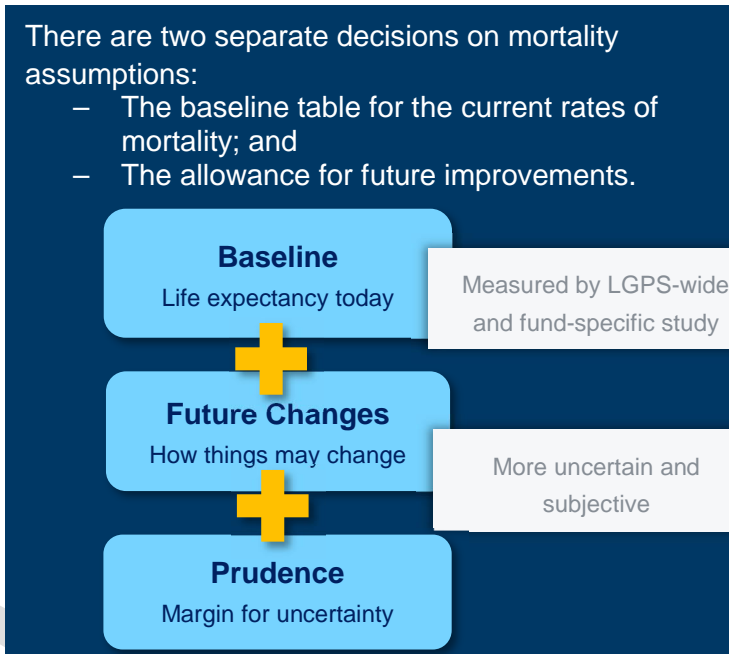 There are two separate decisions on mortality
assumptions:
– The baseline table for the current rates of
mortality; and
– The allowance for future improvements.
Baseline
Life expectancy today
Measured by LGPS-wide
and fund-specific study
Future Changes
How things may change
More uncertain and
subjective
Prudence
Margin for uncertainty